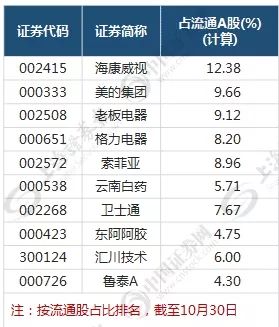 证券代码 证券简称 占流通A股(%)
(计算)
002415 海康威视 12.38
000333 美的集团 9.66
002508 老板电器 9.12
000651 格力电器 8.20
002572 索菲亚 8.96
000538 云南白药 5.71
002268 卫士通 7.67
000423 东阿阿胶 4.75
300124 汇川技术 6.00
000726 鲁泰A 4.30
注：按流通股占比排名，截至10月30日